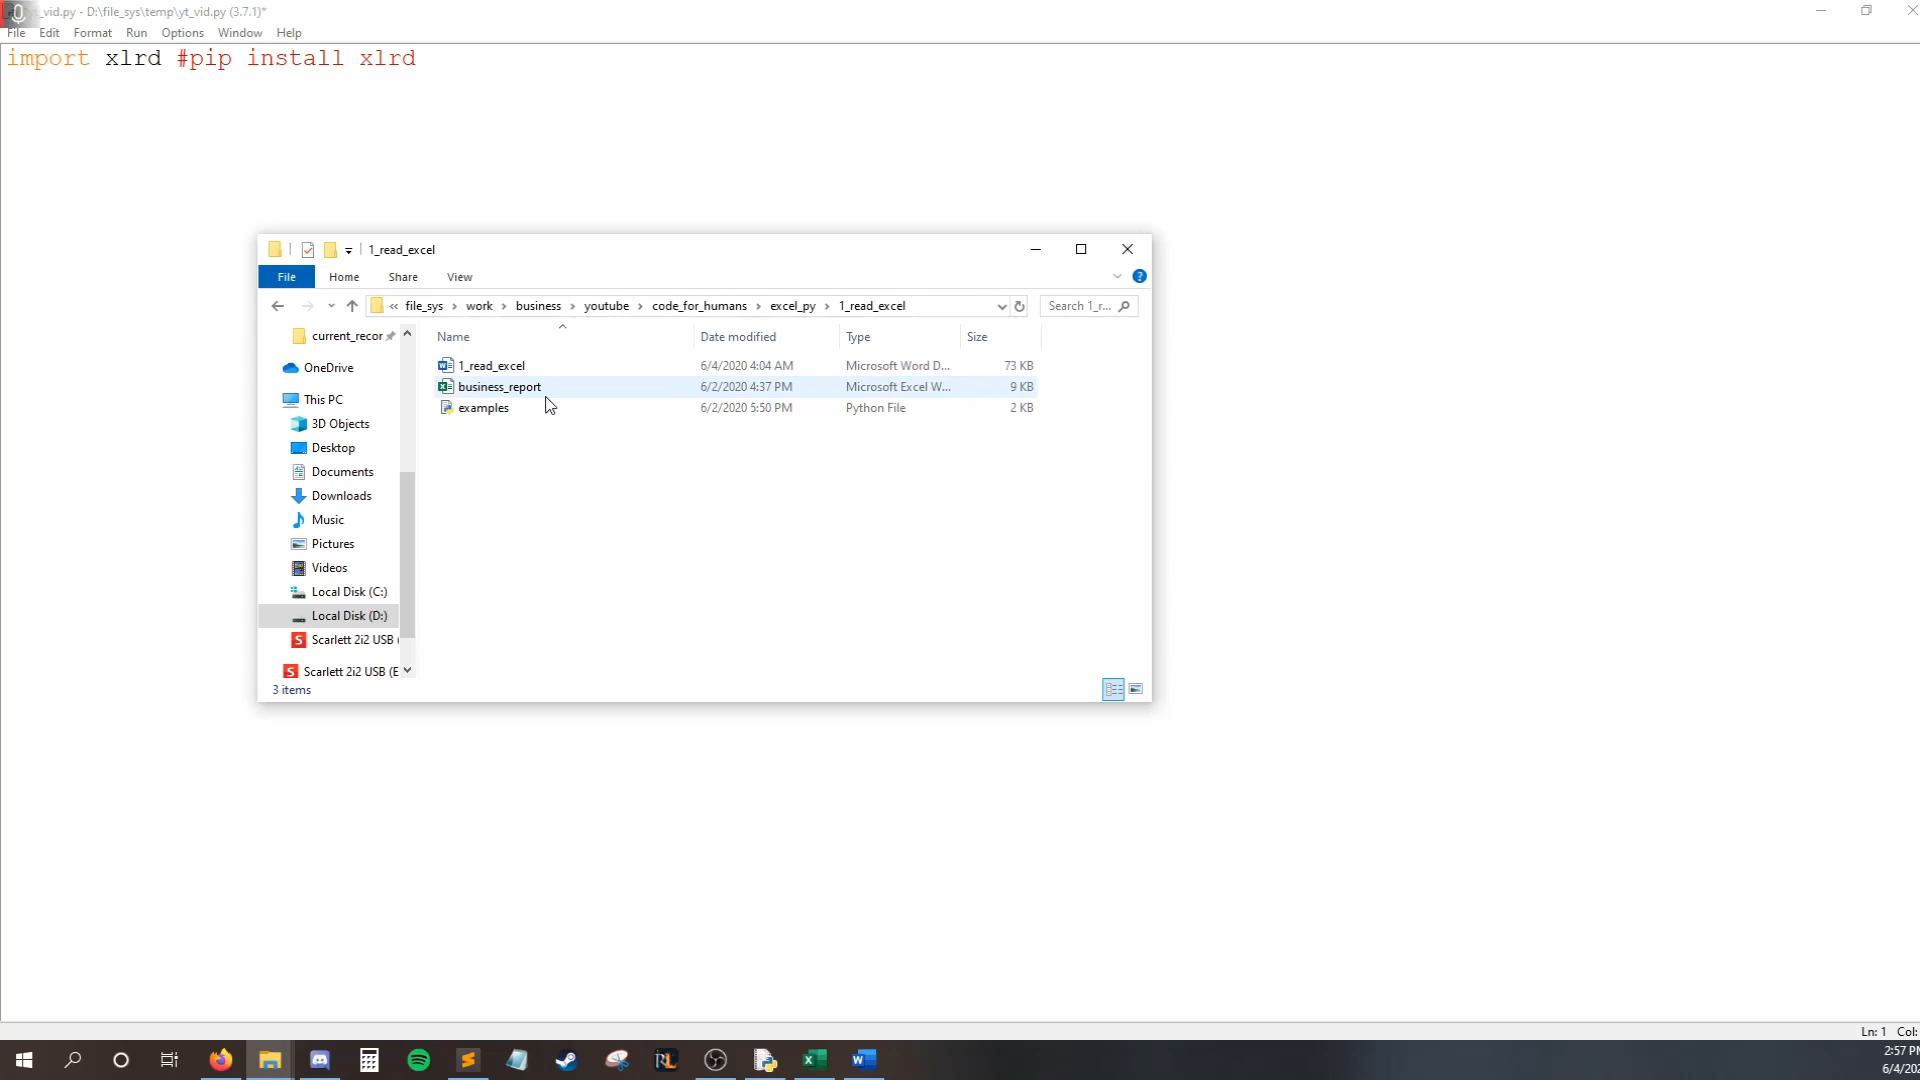 _vid.py - D:\file_sys\temp\yt_vid.py (3.7.1)*
File Edit Format Run Options Window Help
import xlrd #pip install xlrd
1_read_excel
File Home Share View
« file_sys › work › business › youtube › code_for_humans › excel_py › 1_read_excel
Search 1_r...
current_recor
OneDrive
This PC
3D Objects
Desktop
Documents
Downloads
Music
Pictures
Videos
Local Disk (C:)
Local Disk (D:)
Scarlett 2i2 USB (
Scarlett 2i2 USB (E
Name Date modified Type Size
1_read_excel 6/4/2020 4:04 AM Microsoft Word D... 73 KB
business_report 6/2/2020 4:37 PM Microsoft Excel W... 9 KB
examples 6/2/2020 5:50 PM Python File 2 KB
3 items
Ln: 1 Col:
2:57 PM
6/4/202